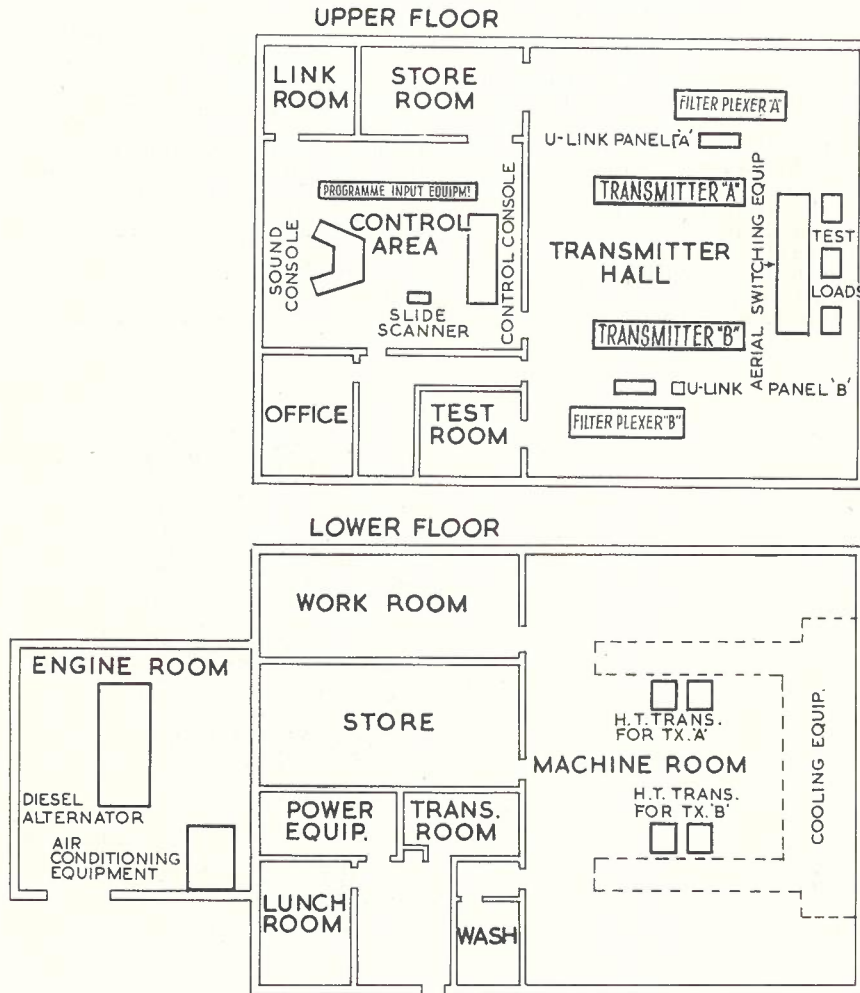 UPPER FLOOR
LINK
ROOM
STORE
ROOM
FILTER PLEXER "A"
U-LINK PANEL 'A'
PROGRAMME INPUT EQUIPMT
TRANSMITTER "A"
CONTROL
AREA
SOUND
CONSOLE
CONTROL CONSOLE
TRANSMITTER
HALL
AERIAL SWITCHING EQUIP
TEST
LOADS
SLIDE
SCANNER
TRANSMITTER "B"
U-LINK PANEL 'B'
OFFICE
TEST
ROOM
FILTER PLEXER "B"
LOWER FLOOR
WORK ROOM
ENGINE ROOM
STORE
H.T. TRANS.
FOR TX. 'A'
MACHINE ROOM
COOLING EQUIP.
DIESEL
ALTERNATOR
POWER
EQUIP.
TRANS.
ROOM
H.T. TRANS.
FOR TX. 'B'
AIR
CONDITIONING
EQUIPMENT
LUNCH
ROOM
WASH